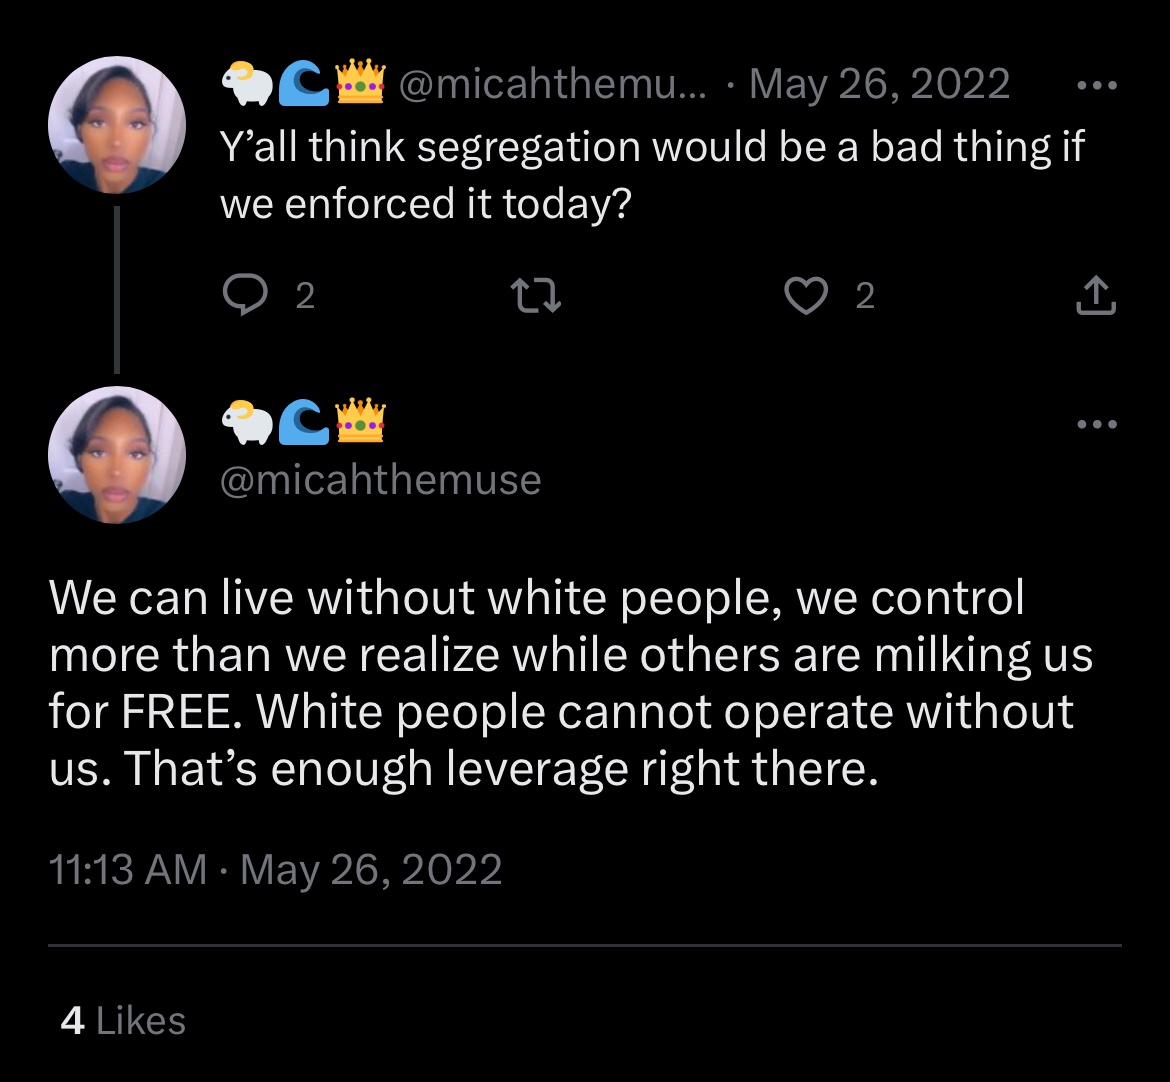 🐏🌊👑 @micahthemu... · May 26, 2022
Y’all think segregation would be a bad thing if
we enforced it today?
2 2
🐏🌊👑
@micahthemuse
We can live without white people, we control
more than we realize while others are milking us
for FREE. White people cannot operate without
us. That’s enough leverage right there.
11:13 AM · May 26, 2022
4 Likes